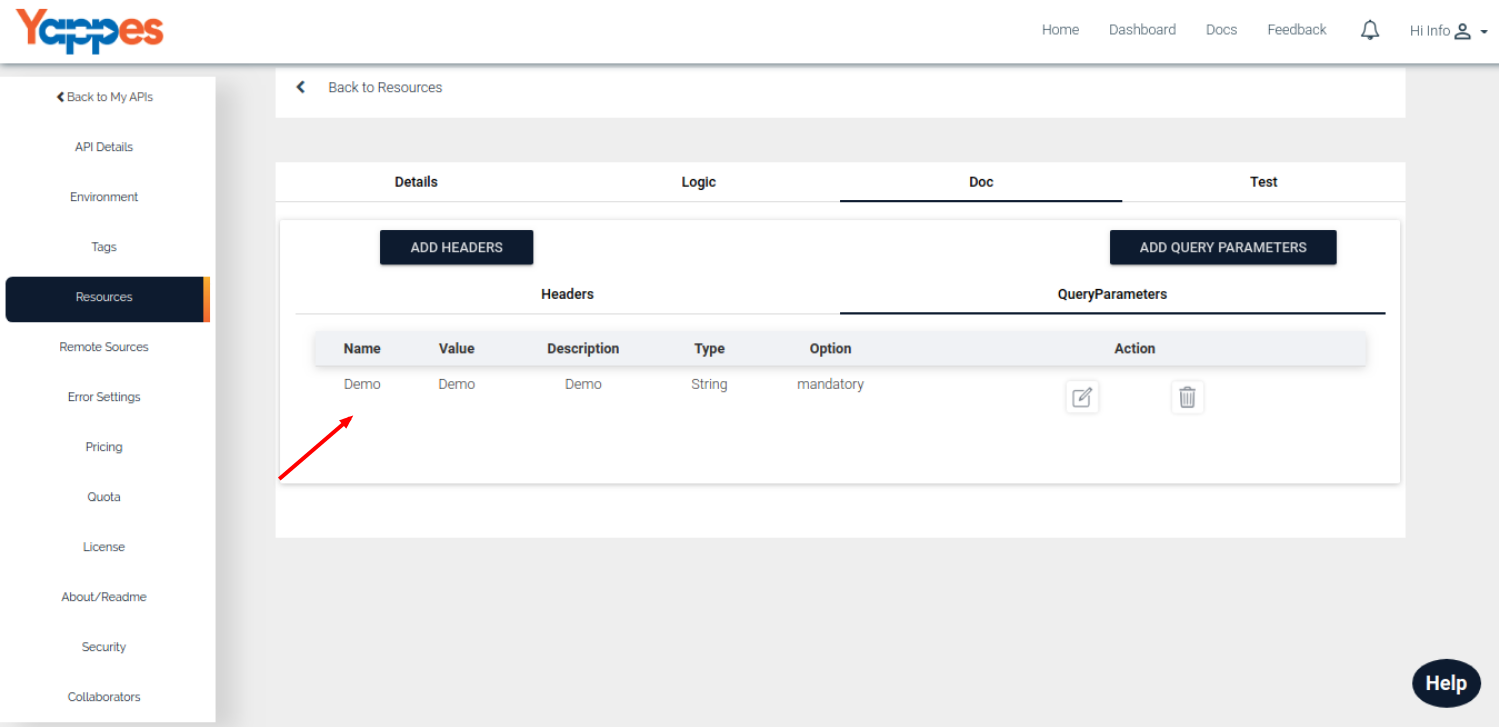 Yappes
Home Dashboard Docs Feedback Hi Info
Back to My APIs
API Details
Environment
Tags
Resources
Remote Sources
Error Settings
Pricing
Quota
License
About/Readme
Security
Collaborators
Back to Resources
Details Logic Doc Test
ADD HEADERS ADD QUERY PARAMETERS
Headers QueryParameters
Name Value Description Type Option Action
Demo Demo Demo String mandatory
Help